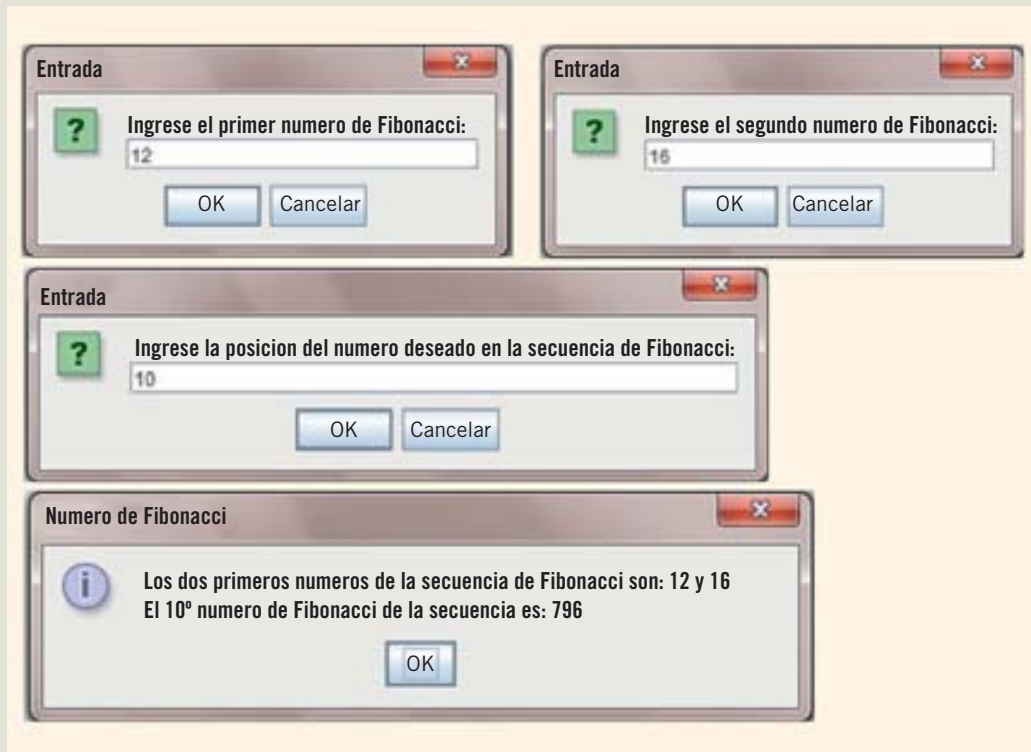 Entrada
Ingrese el primer numero de Fibonacci:
12
OK Cancelar
Entrada
Ingrese el segundo numero de Fibonacci:
16
OK Cancelar
Entrada
Ingrese la posicion del numero deseado en la secuencia de Fibonacci:
10
OK Cancelar
Numero de Fibonacci
Los dos primeros numeros de la secuencia de Fibonacci son: 12 y 16
El 10º numero de Fibonacci de la secuencia es: 796
OK